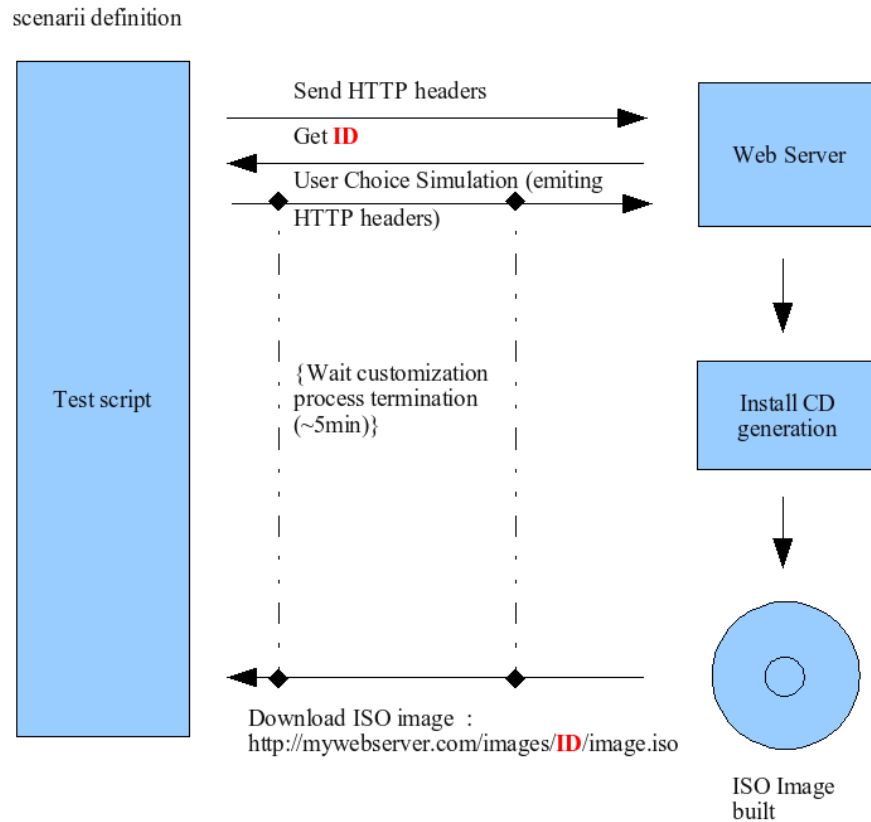 scenarii definition
Send HTTP headers
Get ID
User Choice Simulation (emiting
HTTP headers)
Web Server
Test script
{Wait customization
process termination
(~5min)}
Install CD
generation
Download ISO image :
http://mywebserver.com/images/ID/image.iso
ISO Image
built